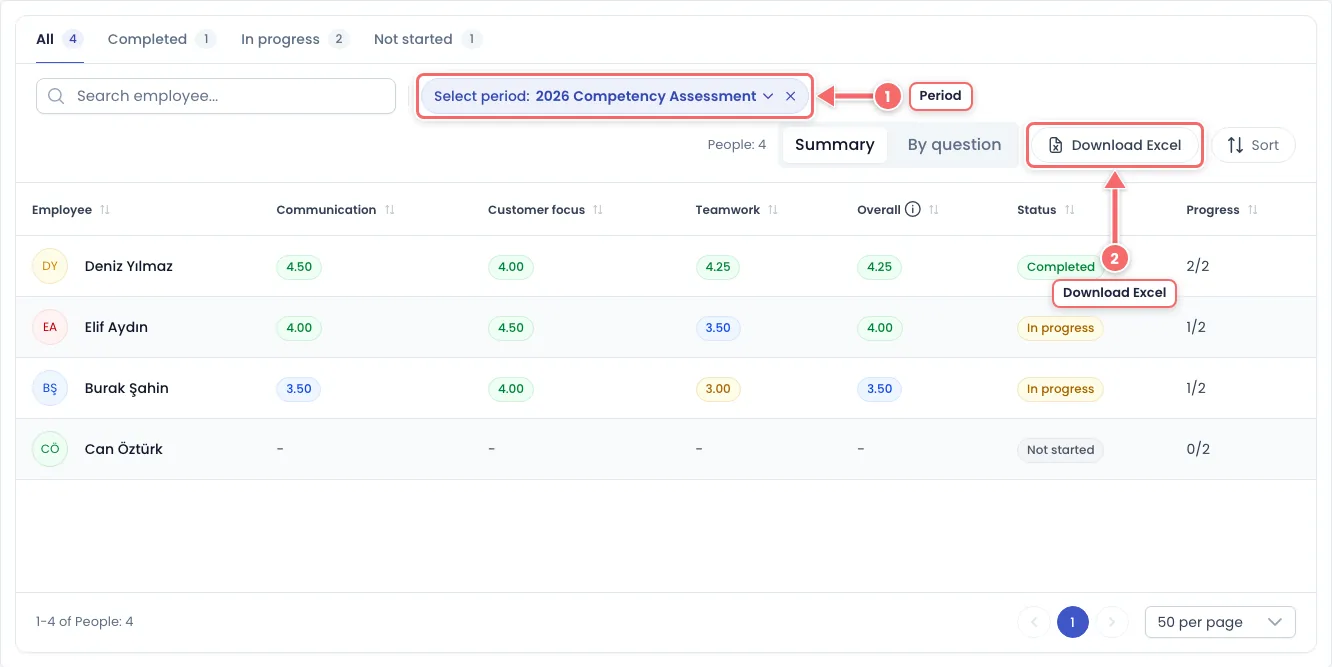 All 4 Completed 1 In progress 2 Not started 1
Search employee...
Select period: 2026 Competency Assessment
1 Period
People: 4 Summary By question Download Excel Sort
Employee Communication Customer focus Teamwork Overall Status Progress
DY Deniz Yılmaz 4.50 4.00 4.25 4.25 Completed 2/2
2
Download Excel
EA Elif Aydın 4.00 4.50 3.50 4.00 In progress 1/2
BŞ Burak Şahin 3.50 4.00 3.00 3.50 In progress 1/2
CÖ Can Öztürk - - - - Not started 0/2
1-4 of People: 4 1 50 per page